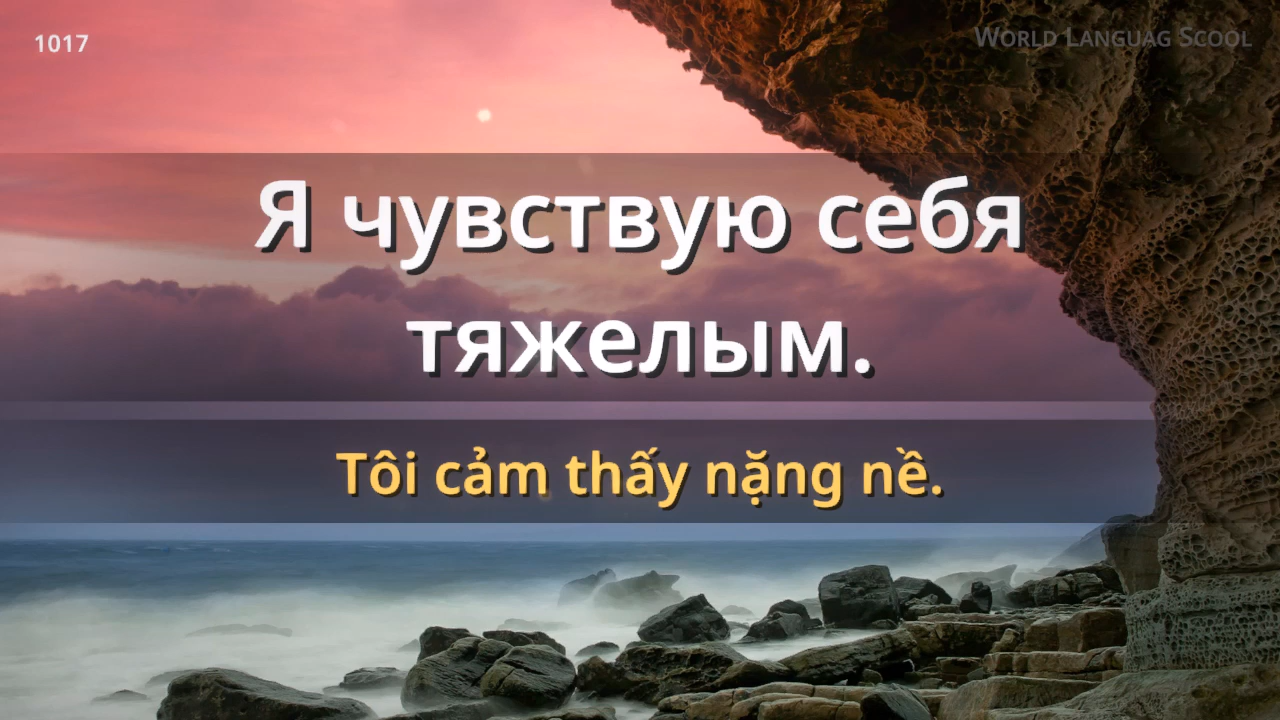 1017
World Languag Scool
Я чувствую себя
тяжелым.
Tôi cảm thấy nặng nề.